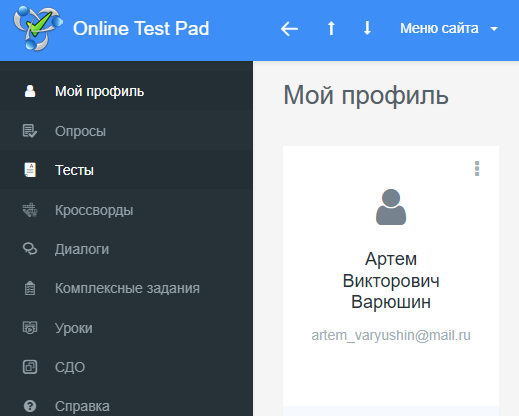 Online Test Pad
Меню сайта
Мой профиль
Опросы
Тесты
Кроссворды
Диалоги
Комплексные задания
Уроки
СДО
Справка
Мой профиль
Артем
Викторович
Варюшин
artem_varyushin@mail.ru